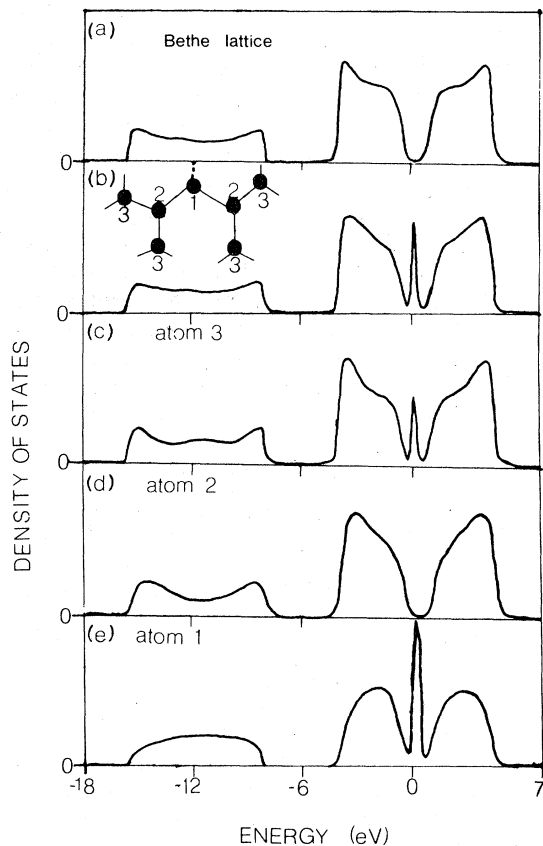 (a)
Bethe lattice
0
(b)
2 1 2 3
3
3 3
0
(c) atom 3
0
(d) atom 2
0
(e) atom 1
0
-18 -12 -6 0 7
ENERGY (eV)
DENSITY OF STATES